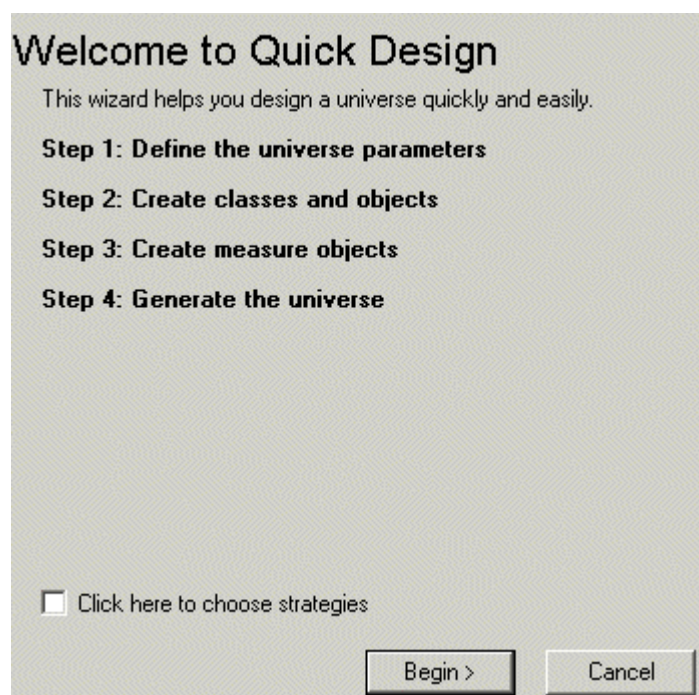 Welcome to Quick Design
This wizard helps you design a universe quickly and easily.
Step 1: Define the universe parameters
Step 2: Create classes and objects
Step 3: Create measure objects
Step 4: Generate the universe
Click here to choose strategies
Begin >
Cancel